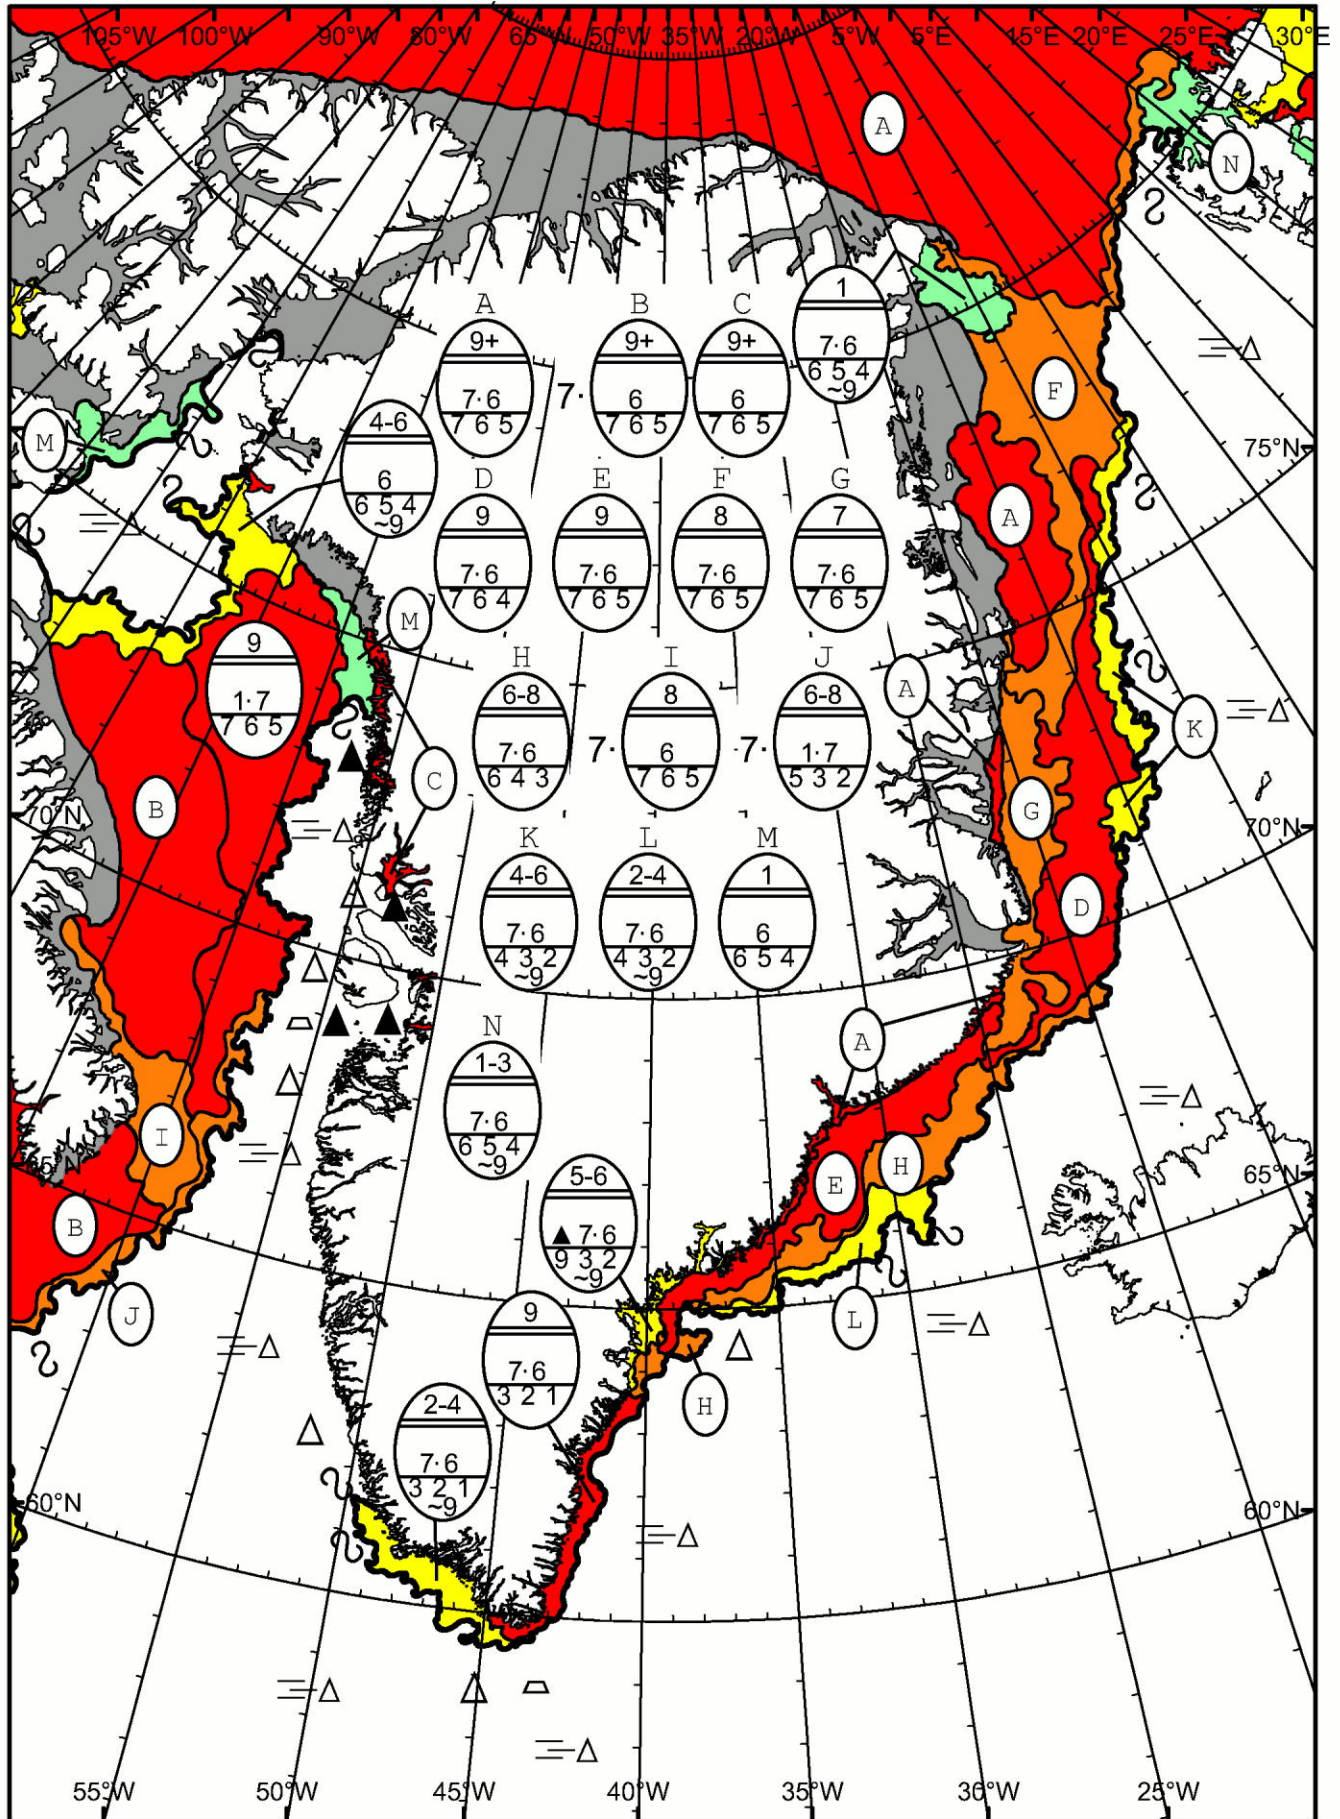 105°W 100°W 90°W 80°W 65°W 50°W 35°W 20°W 5°W 5°E 15°E 20°E 25°E 30°E
A
N
1
7·6
6 5 4
~9
A B C
9+ 9+ 9+
7·6 7· 6 6
7 6 5 7 6 5 7 6 5
F
4-6
6
6 5 4
~9
M
75°N
D E F G
9 9 8 7
7·6 7·6 7·6 7·6
7 6 4 7 6 5 7 6 5 7 6 5
A
M
9
1·7
7 6 5
H I J
6-8 8 6-8
7·6 7· 6 7· 1·7
6 4 3 7 6 5 5 3 2
A
K
C
B
G
70°N
70°N
K L M
4-6 2-4 1
7·6 7·6 6
4 3 2 4 3 2 6 5 4
~9 ~9
D
A
N
1-3
7·6
6 5 4
~9
I
H
65°N
65°N
E
5-6
▲ 7·6
9 3 2
~9
B
J
L
9
7·6
3 2 1
H
2-4
7·6
3 2 1
~9
60°N
60°N
55°W 50°W 45°W 40°W 35°W 30°W 25°W